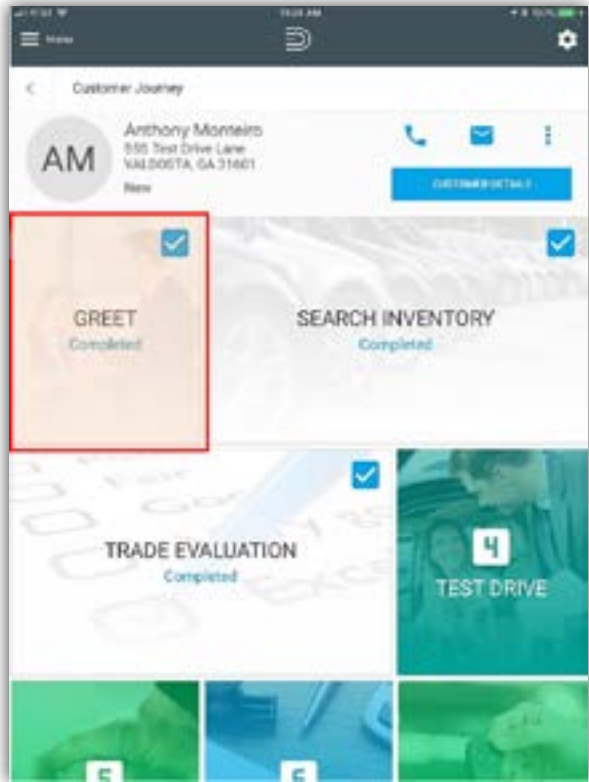 Menu
Customer Journey
AM
Anthony Monteiro
555 Test Drive Lane
VALDOSTA, GA 31601
New
CUSTOMER DETAILS
GREET
Completed
SEARCH INVENTORY
Completed
TRADE EVALUATION
Completed
4
TEST DRIVE
5
6